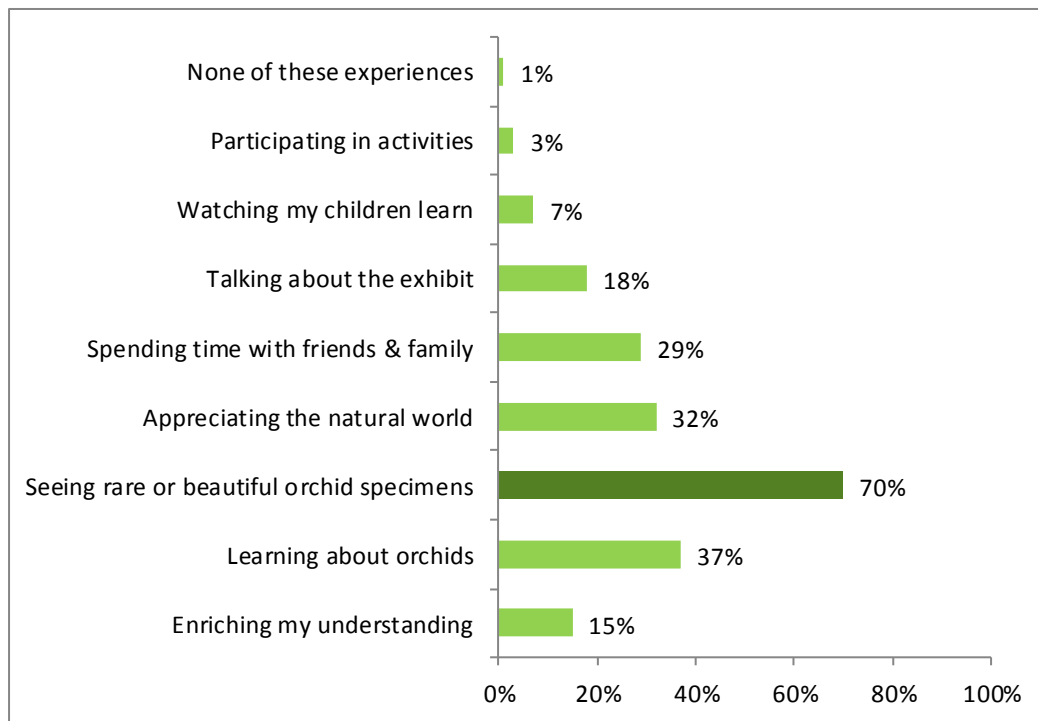 None of these experiences 1%
Participating in activities 3%
Watching my children learn 7%
Talking about the exhibit 18%
Spending time with friends & family 29%
Appreciating the natural world 32%
Seeing rare or beautiful orchid specimens 70%
Learning about orchids 37%
Enriching my understanding 15%
0% 20% 40% 60% 80% 100%